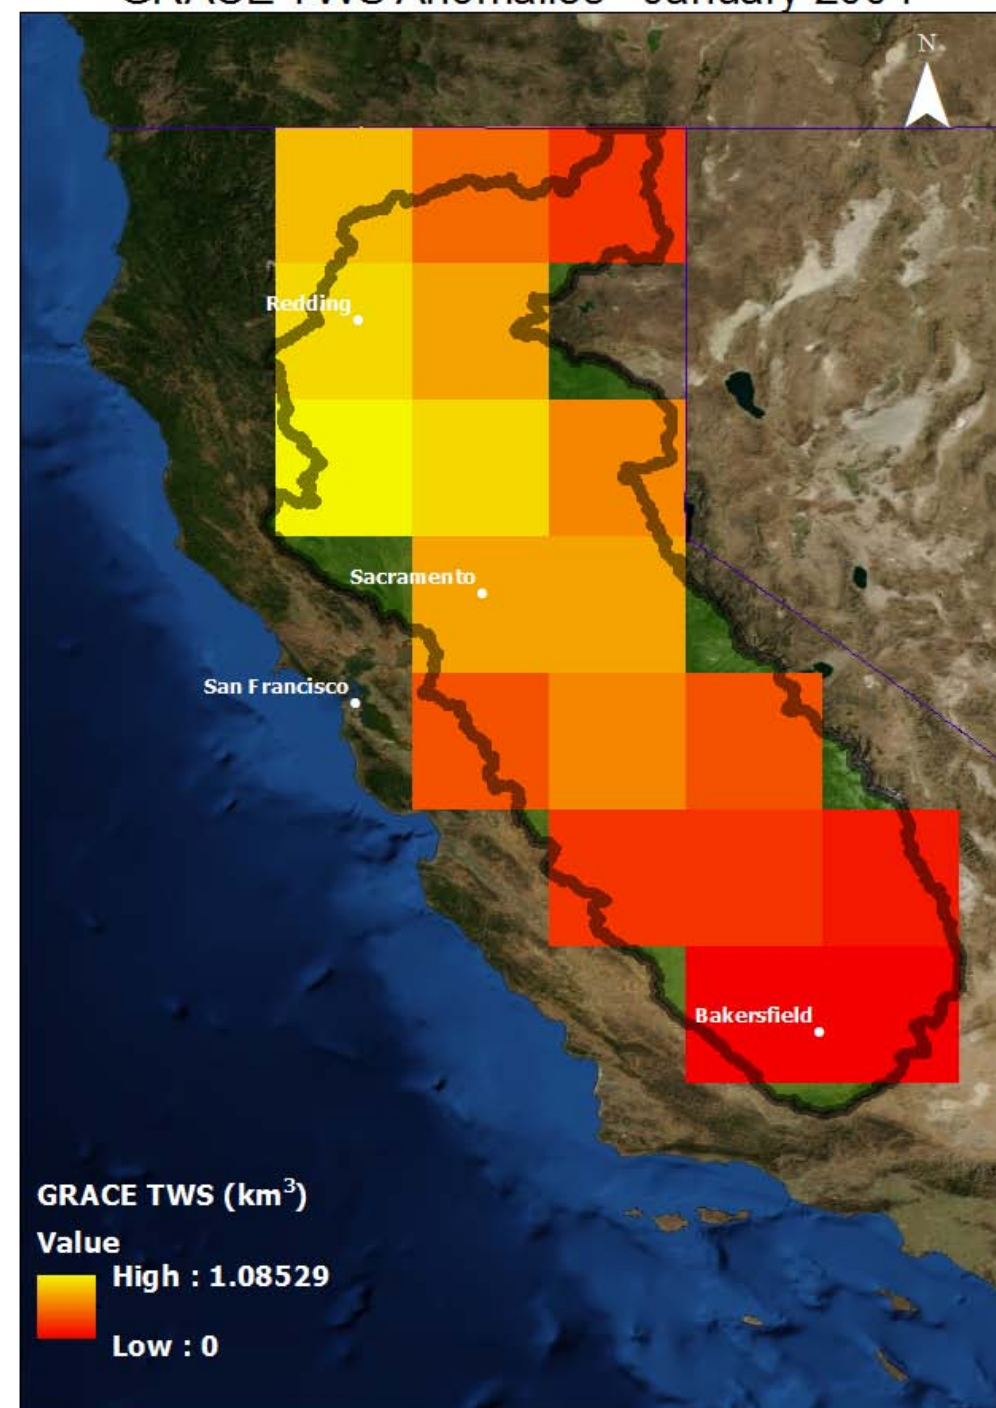 N
Redding
Sacramento
San Francisco
Bakersfield
GRACE TWS (km³)
Value
High : 1.08529
Low : 0